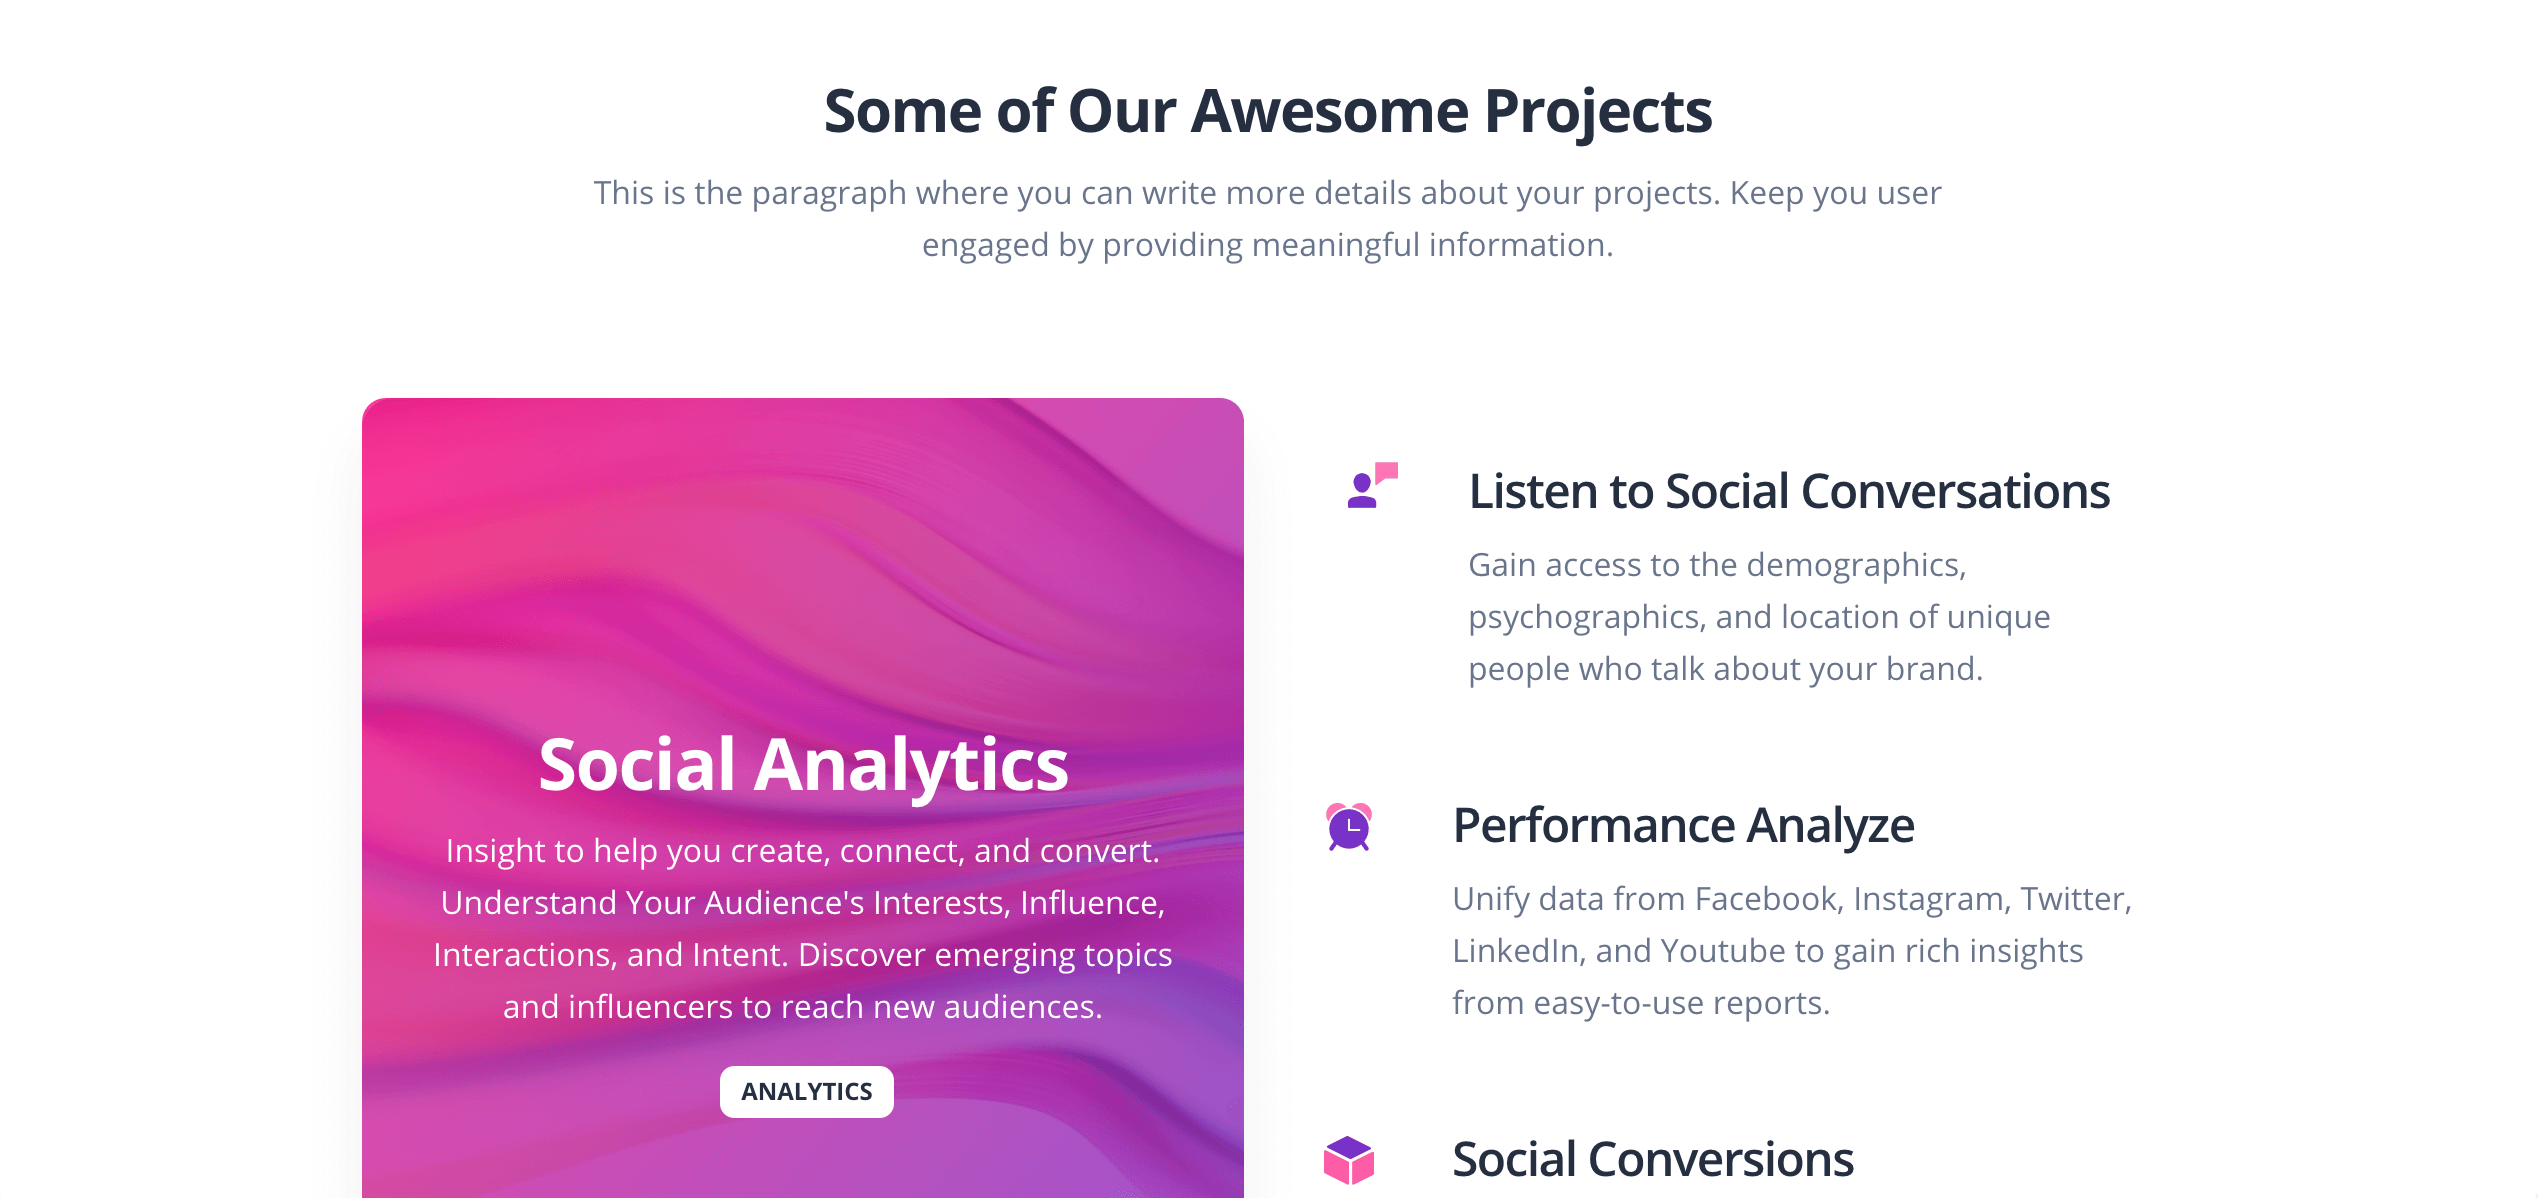 Some of Our Awesome Projects
This is the paragraph where you can write more details about your projects. Keep you user
engaged by providing meaningful information.
Social Analytics
Insight to help you create, connect, and convert.
Understand Your Audience's Interests, Influence,
Interactions, and Intent. Discover emerging topics
and influencers to reach new audiences.
ANALYTICS
Listen to Social Conversations
Gain access to the demographics,
psychographics, and location of unique
people who talk about your brand.
Performance Analyze
Unify data from Facebook, Instagram, Twitter,
LinkedIn, and Youtube to gain rich insights
from easy-to-use reports.
Social Conversions